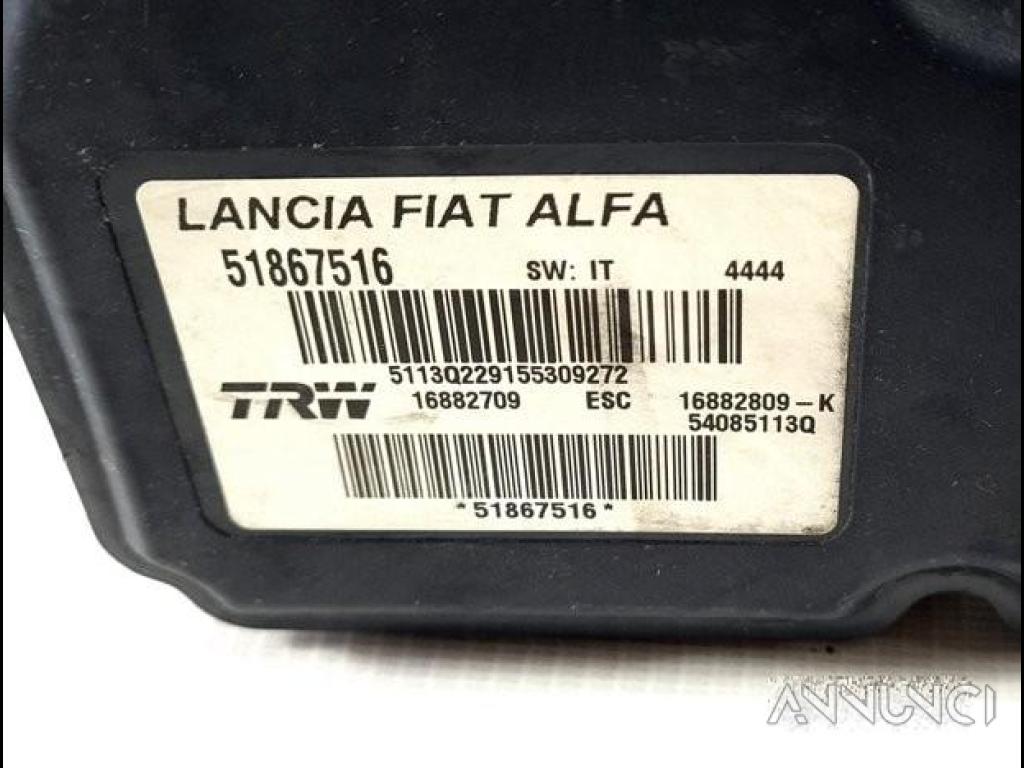 LANCIA FIAT ALFA
51867516 SW: IT 4444
5113Q229155309272
TRW 16882709 ESC 16882809-K
54085113Q
*51867516*
ANNUNCI